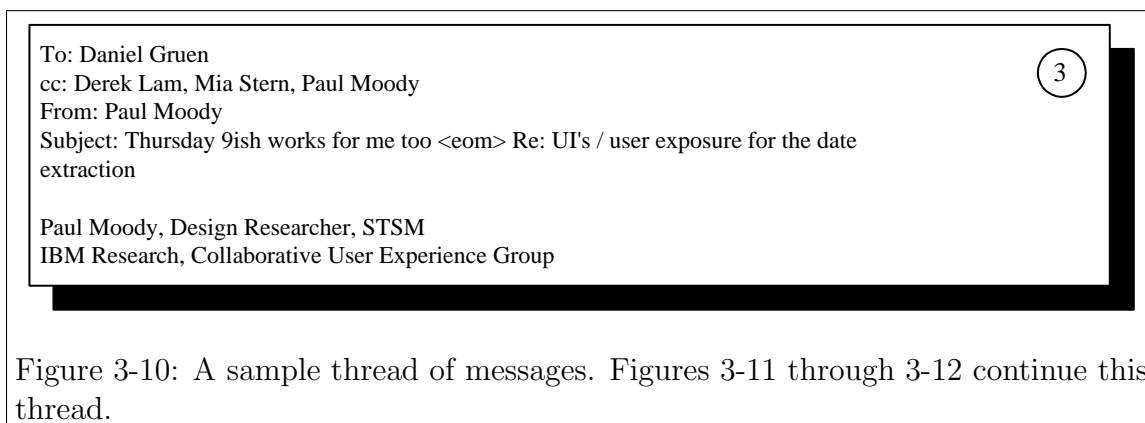 To: Daniel Gruen
cc: Derek Lam, Mia Stern, Paul Moody
3
From: Paul Moody
Subject: Thursday 9ish works for me too <eom> Re: UI's / user exposure for the date
extraction
Paul Moody, Design Researcher, STSM
IBM Research, Collaborative User Experience Group
Figure 3-10: A sample thread of messages. Figures 3-11 through 3-12 continue this
thread.